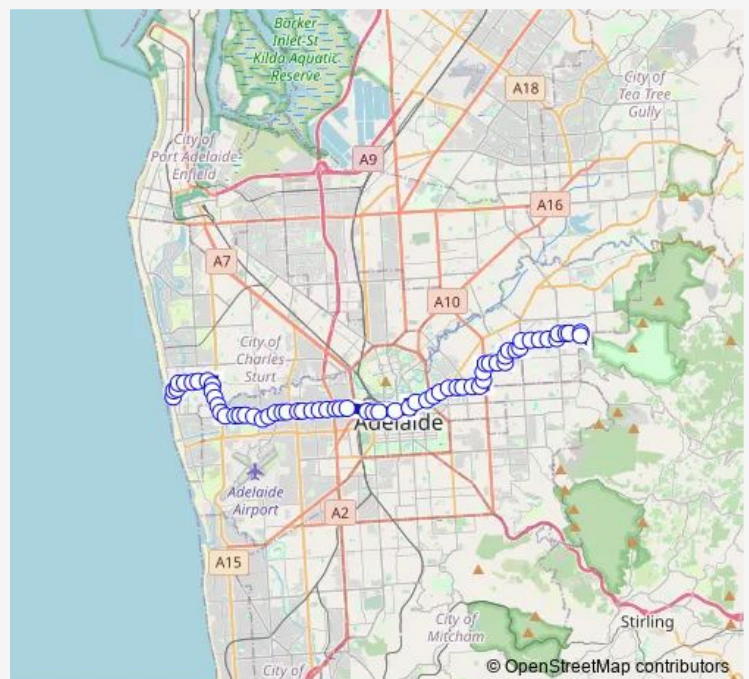 Barker
Inlet-St
Kilda Aquatic
Reserve
City of
Tea Tree
Gully
A18
City of
Port Adelaide
Enfield
A9
A16
A7
A10
City of
Charles
Sturt
Adelaide
Adelaide
Airport
A2
A15
City of
Mitcham
Stirling
City of
© OpenStreetMap contributors